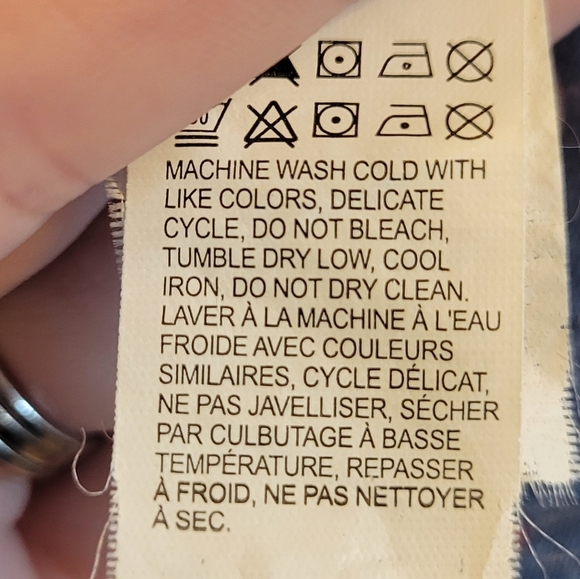 MACHINE WASH COLD WITH
LIKE COLORS, DELICATE
CYCLE, DO NOT BLEACH,
TUMBLE DRY LOW, COOL
IRON, DO NOT DRY CLEAN.
LAVER À LA MACHINE À L'EAU
FROIDE AVEC COULEURS
SIMILAIRES, CYCLE DÉLICAT,
NE PAS JAVELLISER, SÉCHER
PAR CULBUTAGE À BASSE
TEMPÉRATURE, REPASSER
À FROID, NE PAS NETTOYER
À SEC.